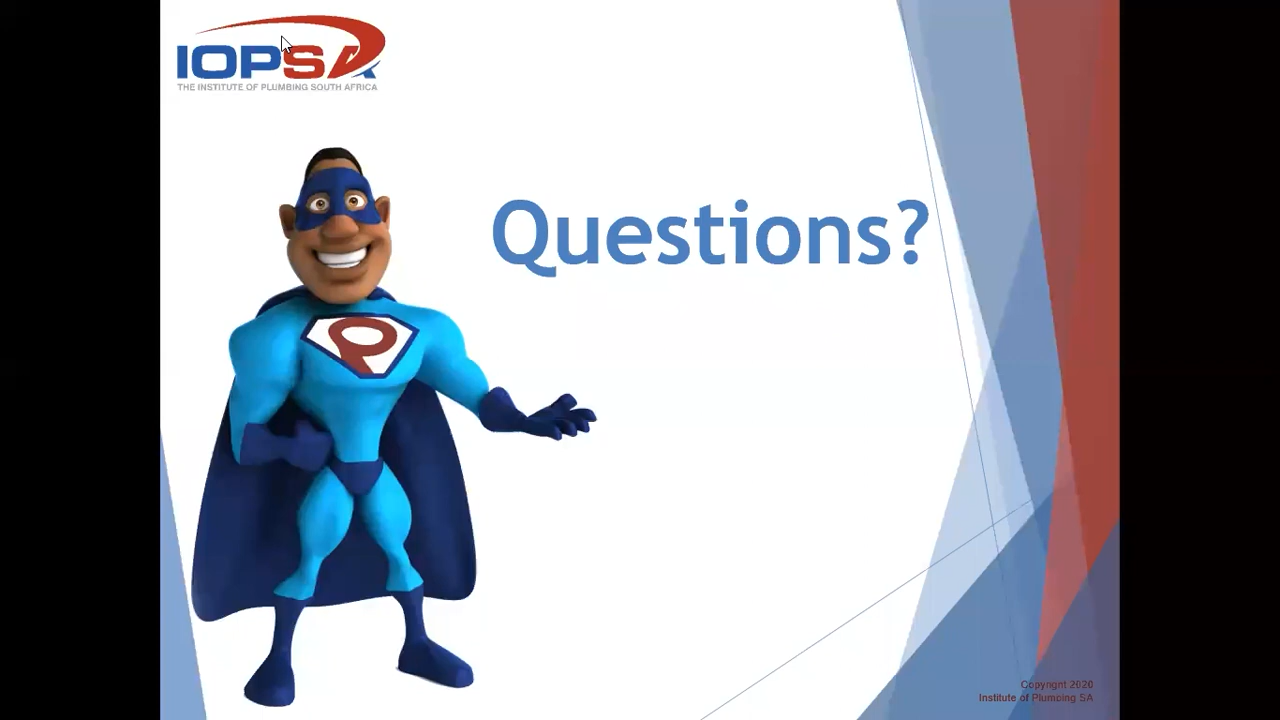 IOPSA
THE INSTITUTE OF PLUMBING SOUTH AFRICA
Questions?
P
Copyright 2020
Institute of Plumbing SA